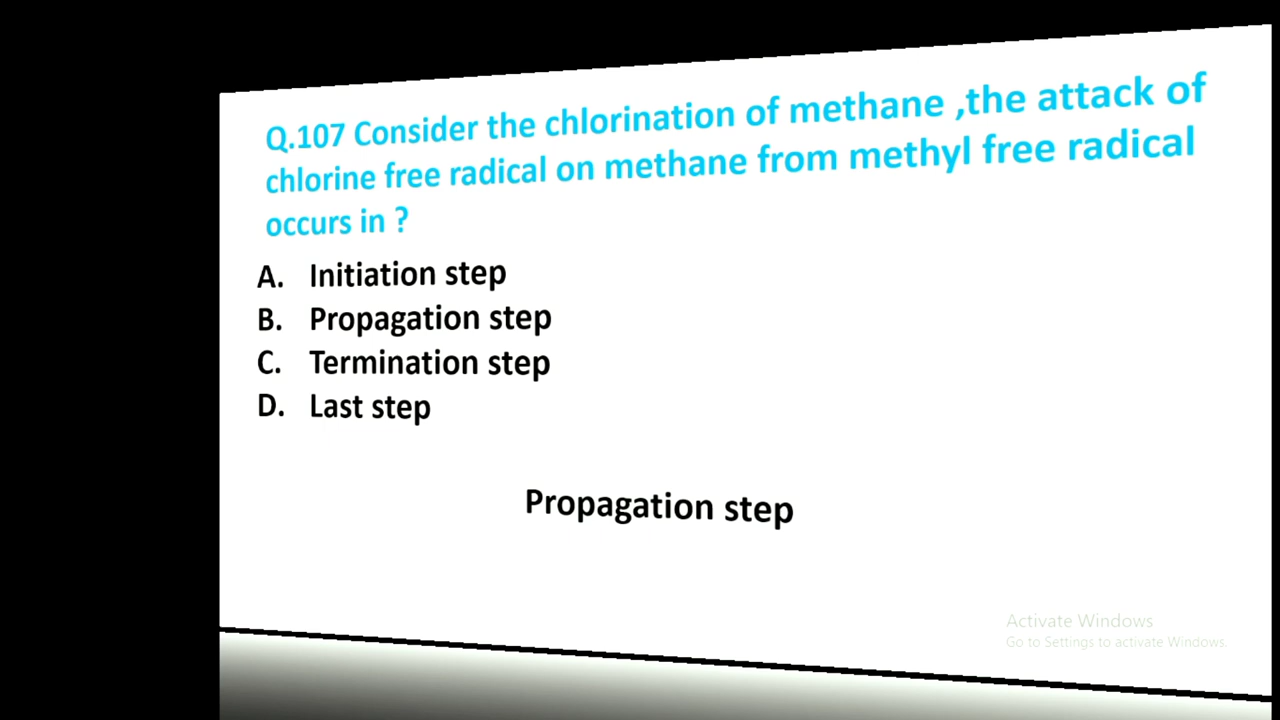 Q.107 Consider the chlorination of methane ,the attack of
chlorine free radical on methane from methyl free radical
occurs in ?
A. Initiation step
B. Propagation step
C. Termination step
D. Last step
Propagation step
Activate Windows
Go to Settings to activate Windows.